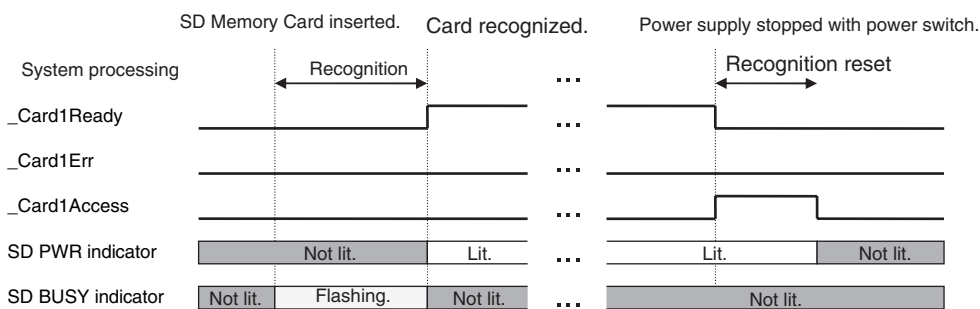 SD Memory Card inserted. Card recognized. Power supply stopped with power switch.
System processing Recognition ... Recognition reset
_Card1Ready ...
_Card1Err ...
_Card1Access ...
SD PWR indicator Not lit. Lit. ... Lit. Not lit.
SD BUSY indicator Not lit. Flashing. Not lit. ... Not lit.